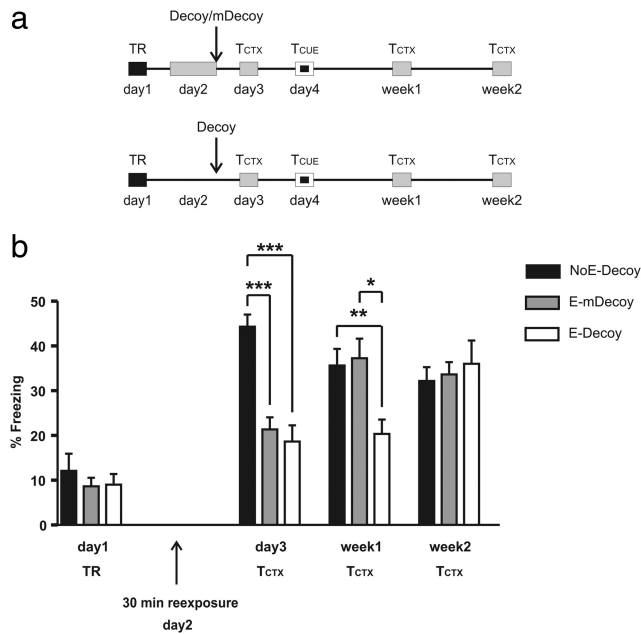 a
Decoy/mDecoy
TR TCTX TCUE TCTX TCTX
day1 day2 day3 day4 week1 week2
Decoy
TR TCTX TCUE TCTX TCTX
day1 day2 day3 day4 week1 week2
b
NoE-Decoy
E-mDecoy
E-Decoy
***
***
*
**
% Freezing
50
40
30
20
10
0
day1 day3 week1 week2
TR TCTX TCTX TCTX
30 min reexposure
day2